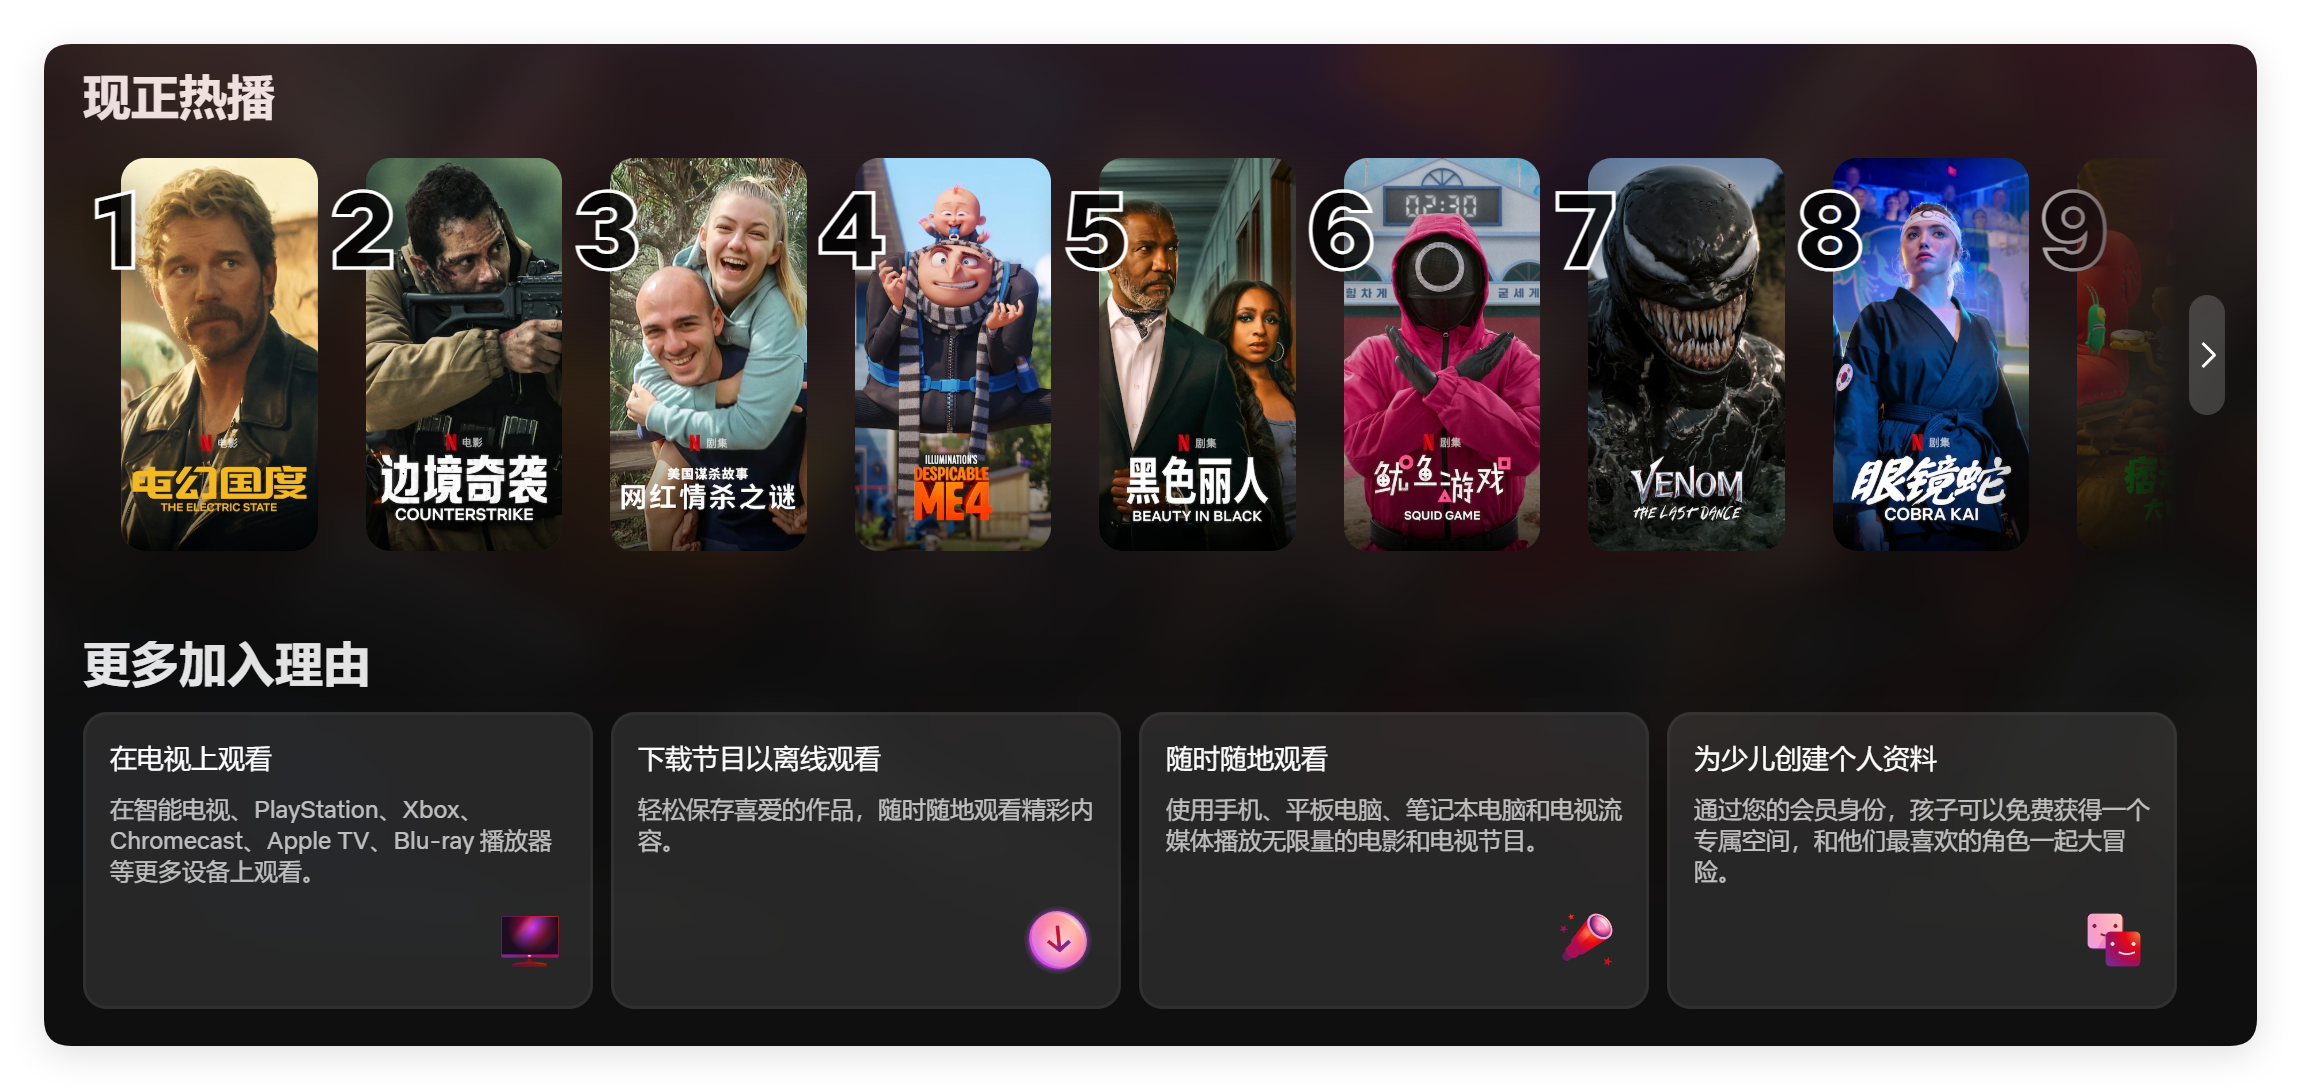 现正热播
1
N 电影
电幻国度
THE ELECTRIC STATE
2
N 电影
边境奇袭
COUNTERSTRIKE
3
N 剧集
美国谋杀故事
网红情杀之谜
4
ILLUMINATION'S
DESPICABLE
ME4
5
N 剧集
黑色丽人
BEAUTY IN BLACK
6
02:30
힘차게
굳세게
N 剧集
鱿鱼游戏
SQUID GAME
7
VENOM
THE LAST DANCE
8
N 剧集
眼镜蛇
COBRA KAI
9
更多加入理由
在电视上观看
在智能电视、PlayStation、Xbox、
Chromecast、Apple TV、Blu-ray 播放器
等更多设备上观看。
下载节目以离线观看
轻松保存喜爱的作品，随时随地观看精彩内
容。
随时随地观看
使用手机、平板电脑、笔记本电脑和电视流
媒体播放无限量的电影和电视节目。
为少儿创建个人资料
通过您的会员身份，孩子可以免费获得一个
专属空间，和他们最喜欢的角色一起大冒
险。